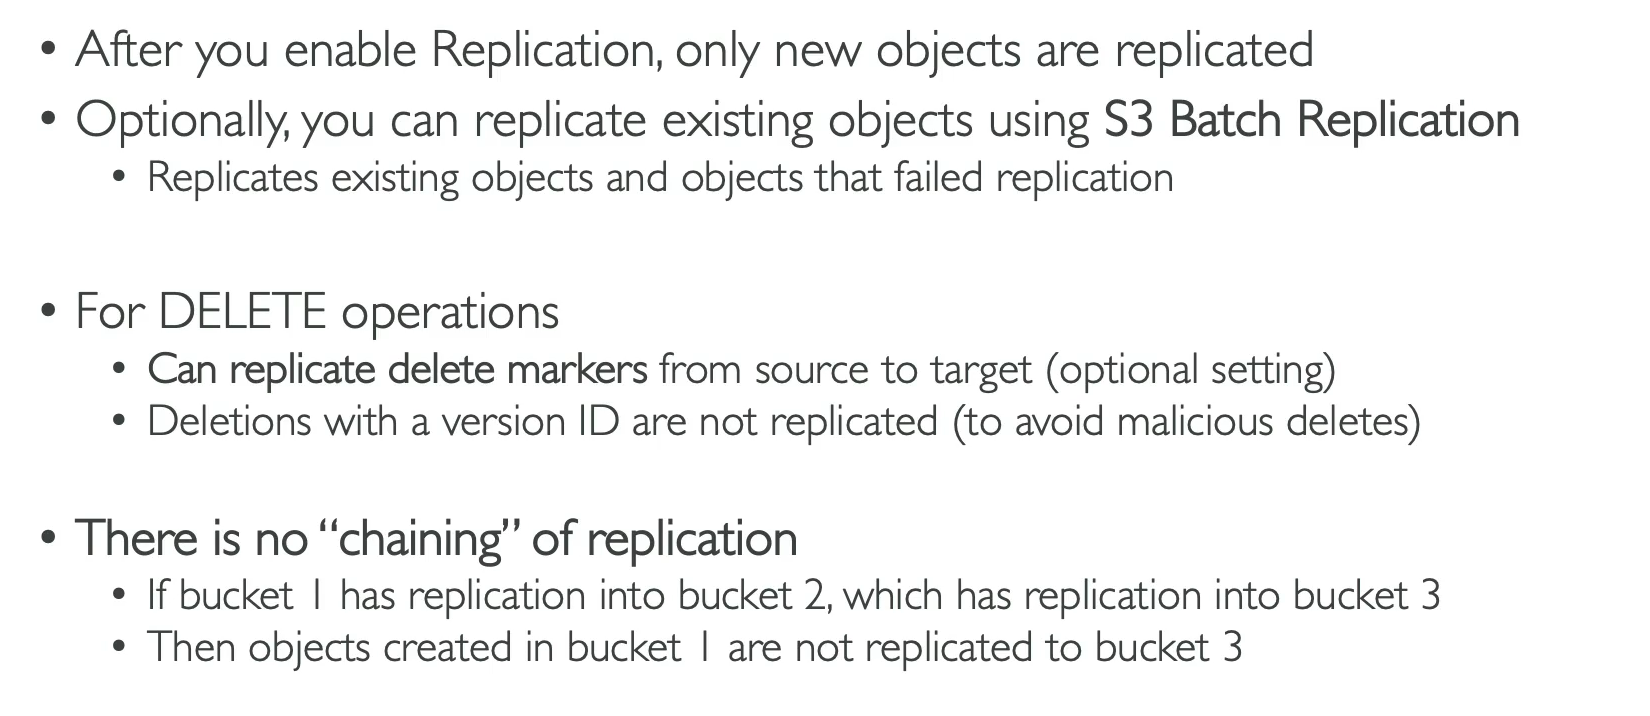 • After you enable Replication, only new objects are replicated
• Optionally, you can replicate existing objects using S3 Batch Replication
• Replicates existing objects and objects that failed replication
• For DELETE operations
• Can replicate delete markers from source to target (optional setting)
• Deletions with a version ID are not replicated (to avoid malicious deletes)
• There is no “chaining” of replication
• If bucket 1 has replication into bucket 2, which has replication into bucket 3
• Then objects created in bucket 1 are not replicated to bucket 3